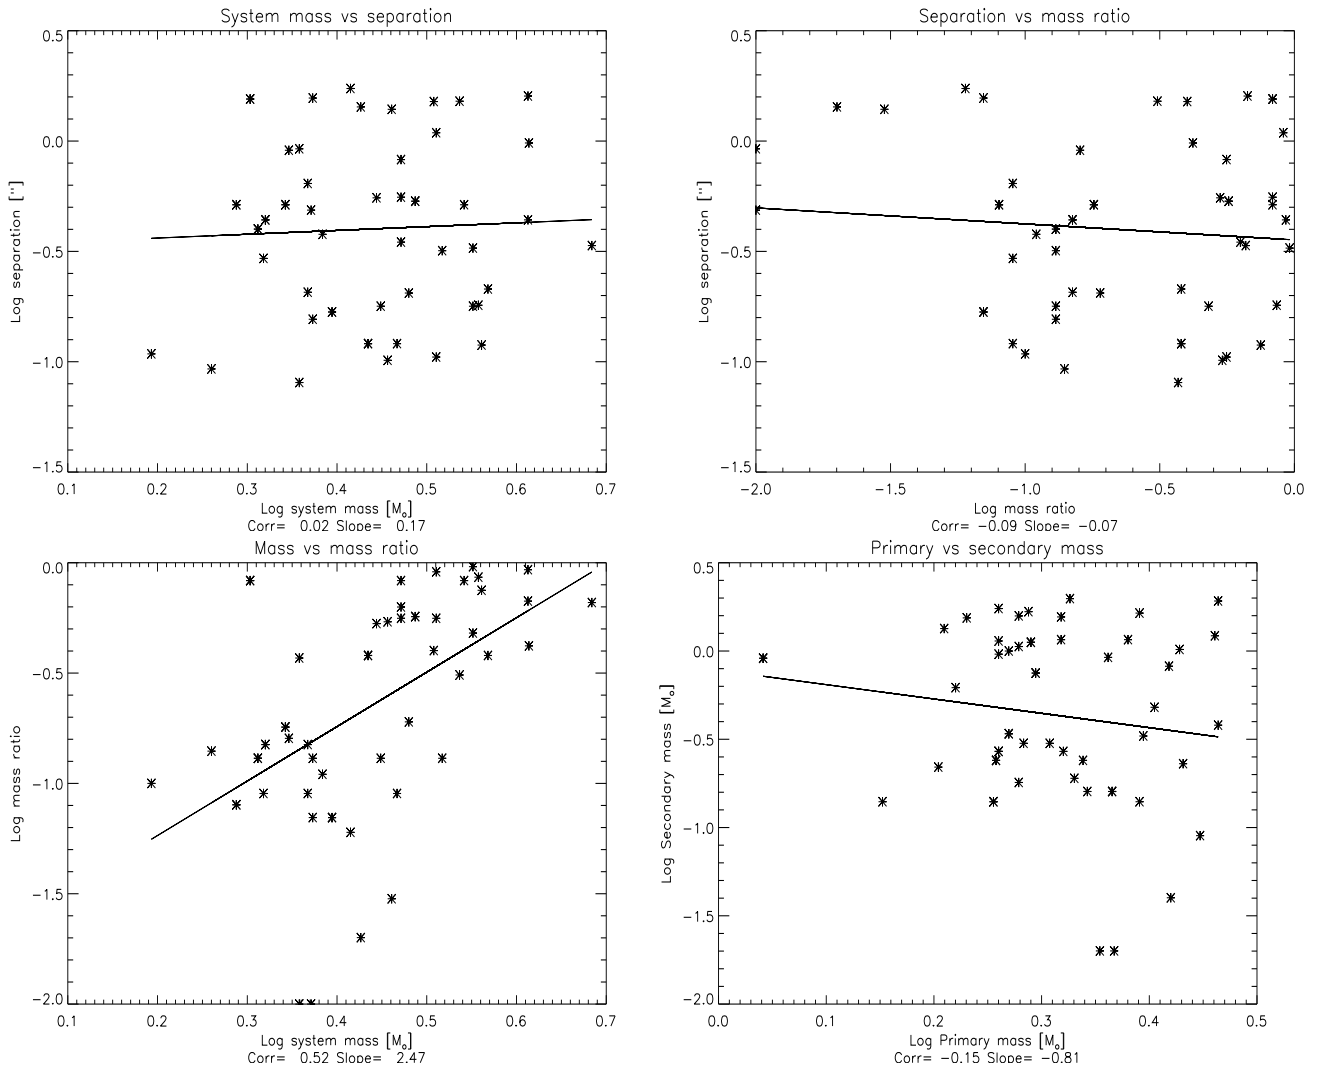 System mass vs separation
Log separation ["]
0.5
0.0
−0.5
−1.0
−1.5
0.1 0.2 0.3 0.4 0.5 0.6 0.7
Log system mass [M₀]
Corr= 0.02 Slope= 0.17
Separation vs mass ratio
Log separation ["]
0.5
0.0
−0.5
−1.0
−1.5
−2.0 −1.5 −1.0 −0.5 0.0
Log mass ratio
Corr= −0.09 Slope= −0.07
Mass vs mass ratio
Log mass ratio
0.0
−0.5
−1.0
−1.5
−2.0
0.1 0.2 0.3 0.4 0.5 0.6 0.7
Log system mass [M₀]
Corr= 0.52 Slope= 2.47
Primary vs secondary mass
Log Secondary mass [M₀]
0.5
0.0
−0.5
−1.0
−1.5
−2.0
0.0 0.1 0.2 0.3 0.4 0.5
Log Primary mass [M₀]
Corr= −0.15 Slope= −0.81